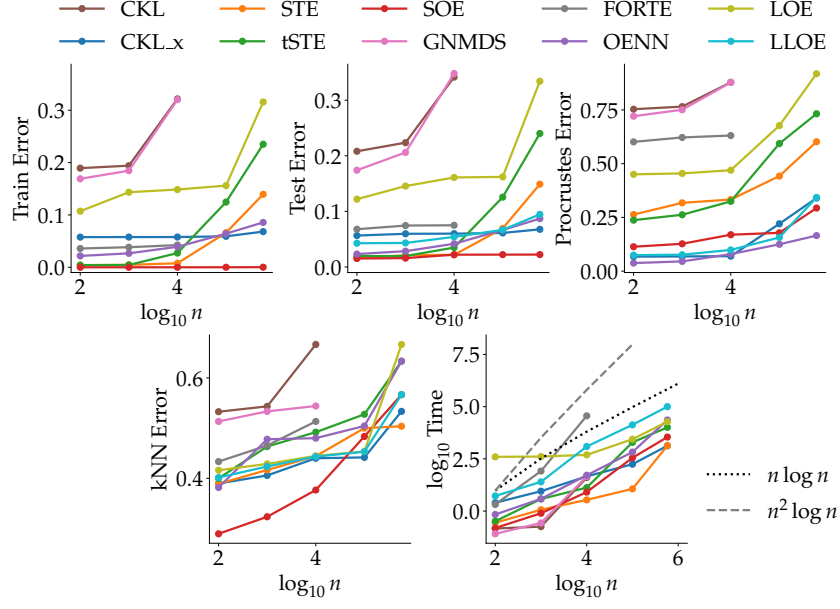 CKL STE SOE FORTE LOE
CKL_x tSTE GNMDS OENN LLOE
Train Error
0.3
0.2
0.1
0.0
2 4
log₁₀ n
Test Error
0.3
0.2
0.1
0.0
2 4
log₁₀ n
Procrustes Error
0.75
0.50
0.25
0.00
2 4
log₁₀ n
kNN Error
0.6
0.4
2 4
log₁₀ n
log₁₀ Time
7.5
5.0
2.5
0.0
2 4 6
log₁₀ n
n log n
n² log n